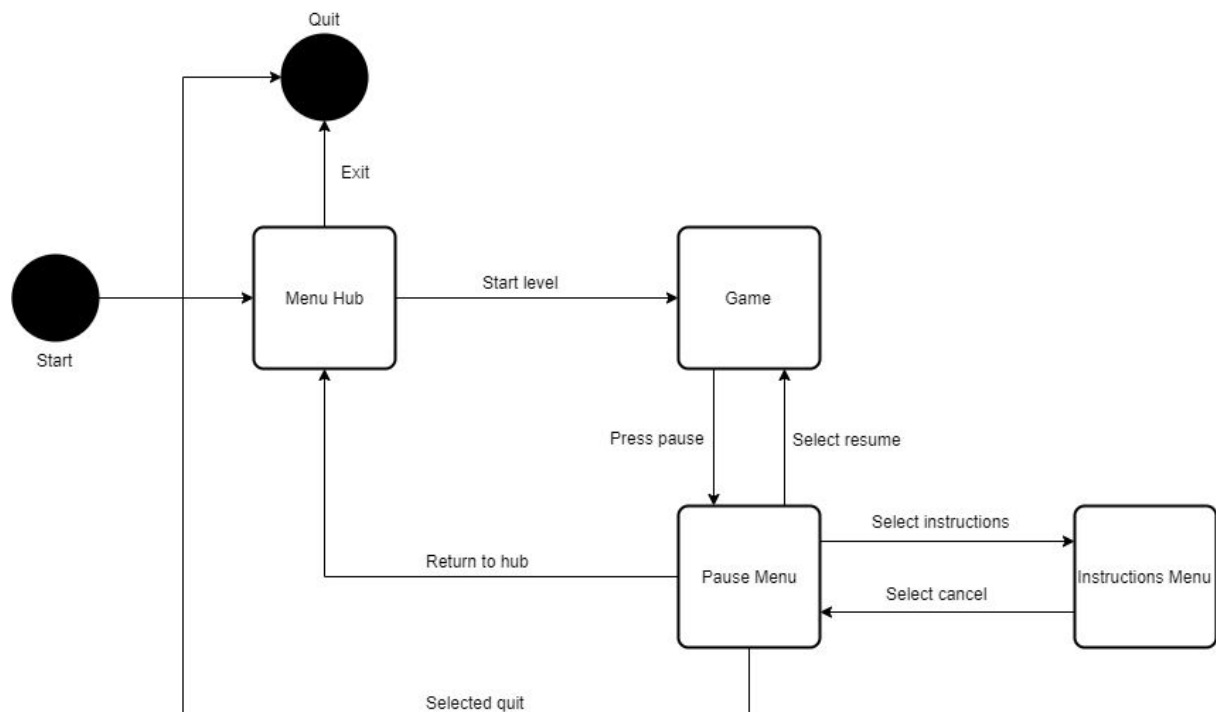 Quit
Exit
Start
Menu Hub
Start level
Game
Press pause
Select resume
Return to hub
Pause Menu
Select instructions
Select cancel
Instructions Menu
Selected quit